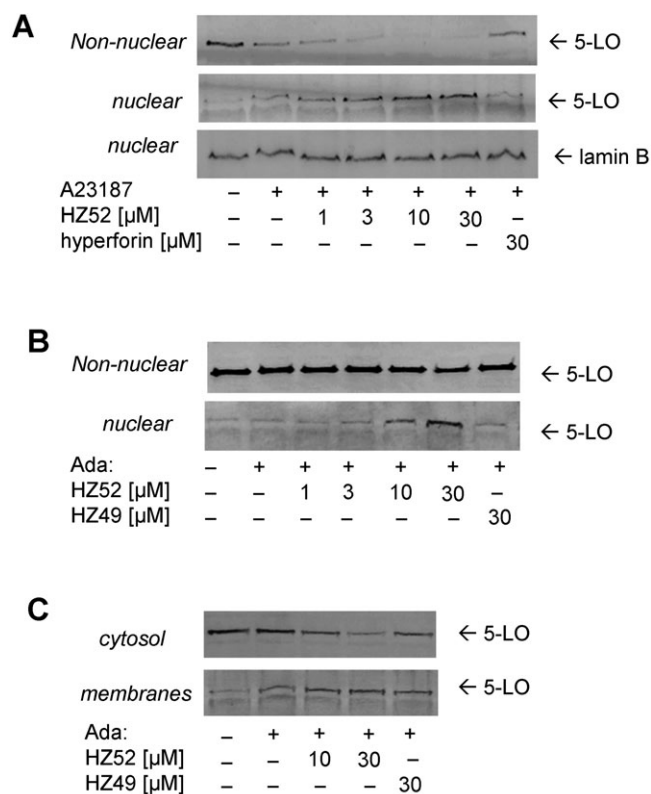 A
Non-nuclear ← 5-LO
nuclear ← 5-LO
nuclear ← lamin B
A23187 – + + + + + +
HZ52 [µM] – – 1 3 10 30 –
hyperforin [µM] – – – – – – 30
B
Non-nuclear ← 5-LO
nuclear ← 5-LO
Ada: – + + + + + +
HZ52 [µM] – – 1 3 10 30 –
HZ49 [µM] – – – – – – 30
C
cytosol ← 5-LO
membranes ← 5-LO
Ada: – + + + +
HZ52 [µM] – – 10 30 –
HZ49 [µM] – – – – 30